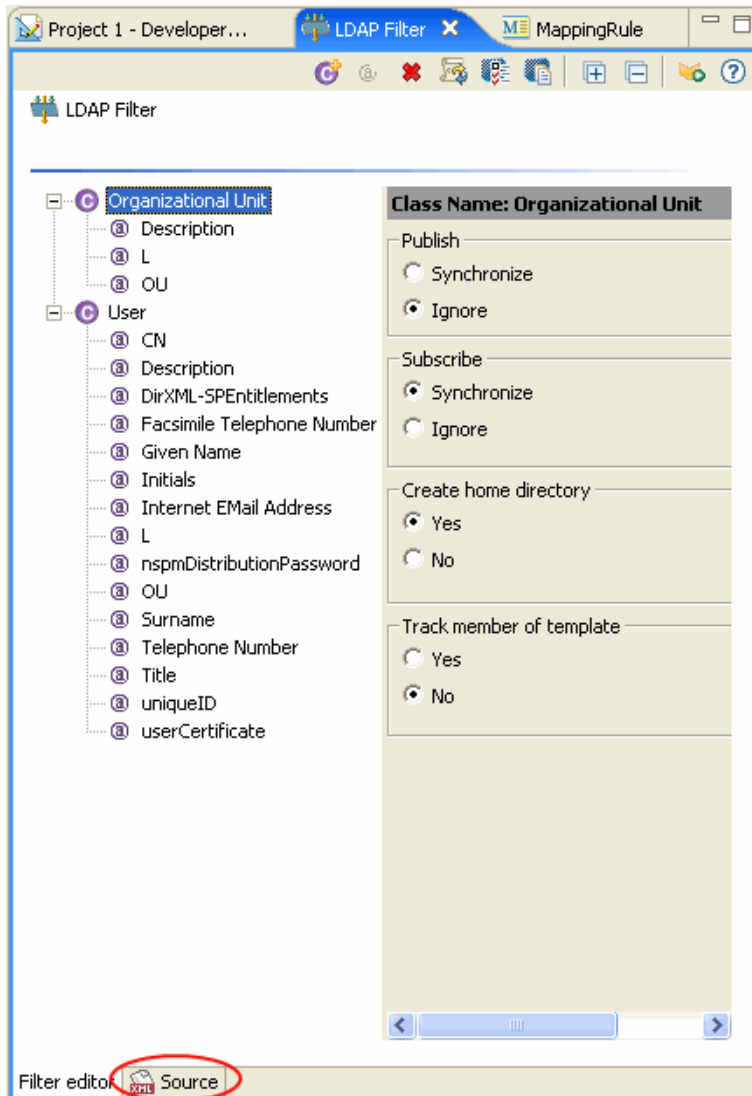 Project 1 - Developer...
LDAP Filter
MappingRule
LDAP Filter
Organizational Unit
Description
L
OU
User
CN
Description
DirXML-SPEntitlements
Facsimile Telephone Number
Given Name
Initials
Internet EMail Address
L
nspmDistributionPassword
OU
Surname
Telephone Number
Title
uniqueID
userCertificate
Class Name: Organizational Unit
Publish
Synchronize
Ignore
Subscribe
Synchronize
Ignore
Create home directory
Yes
No
Track member of template
Yes
No
Filter editor
XML
Source